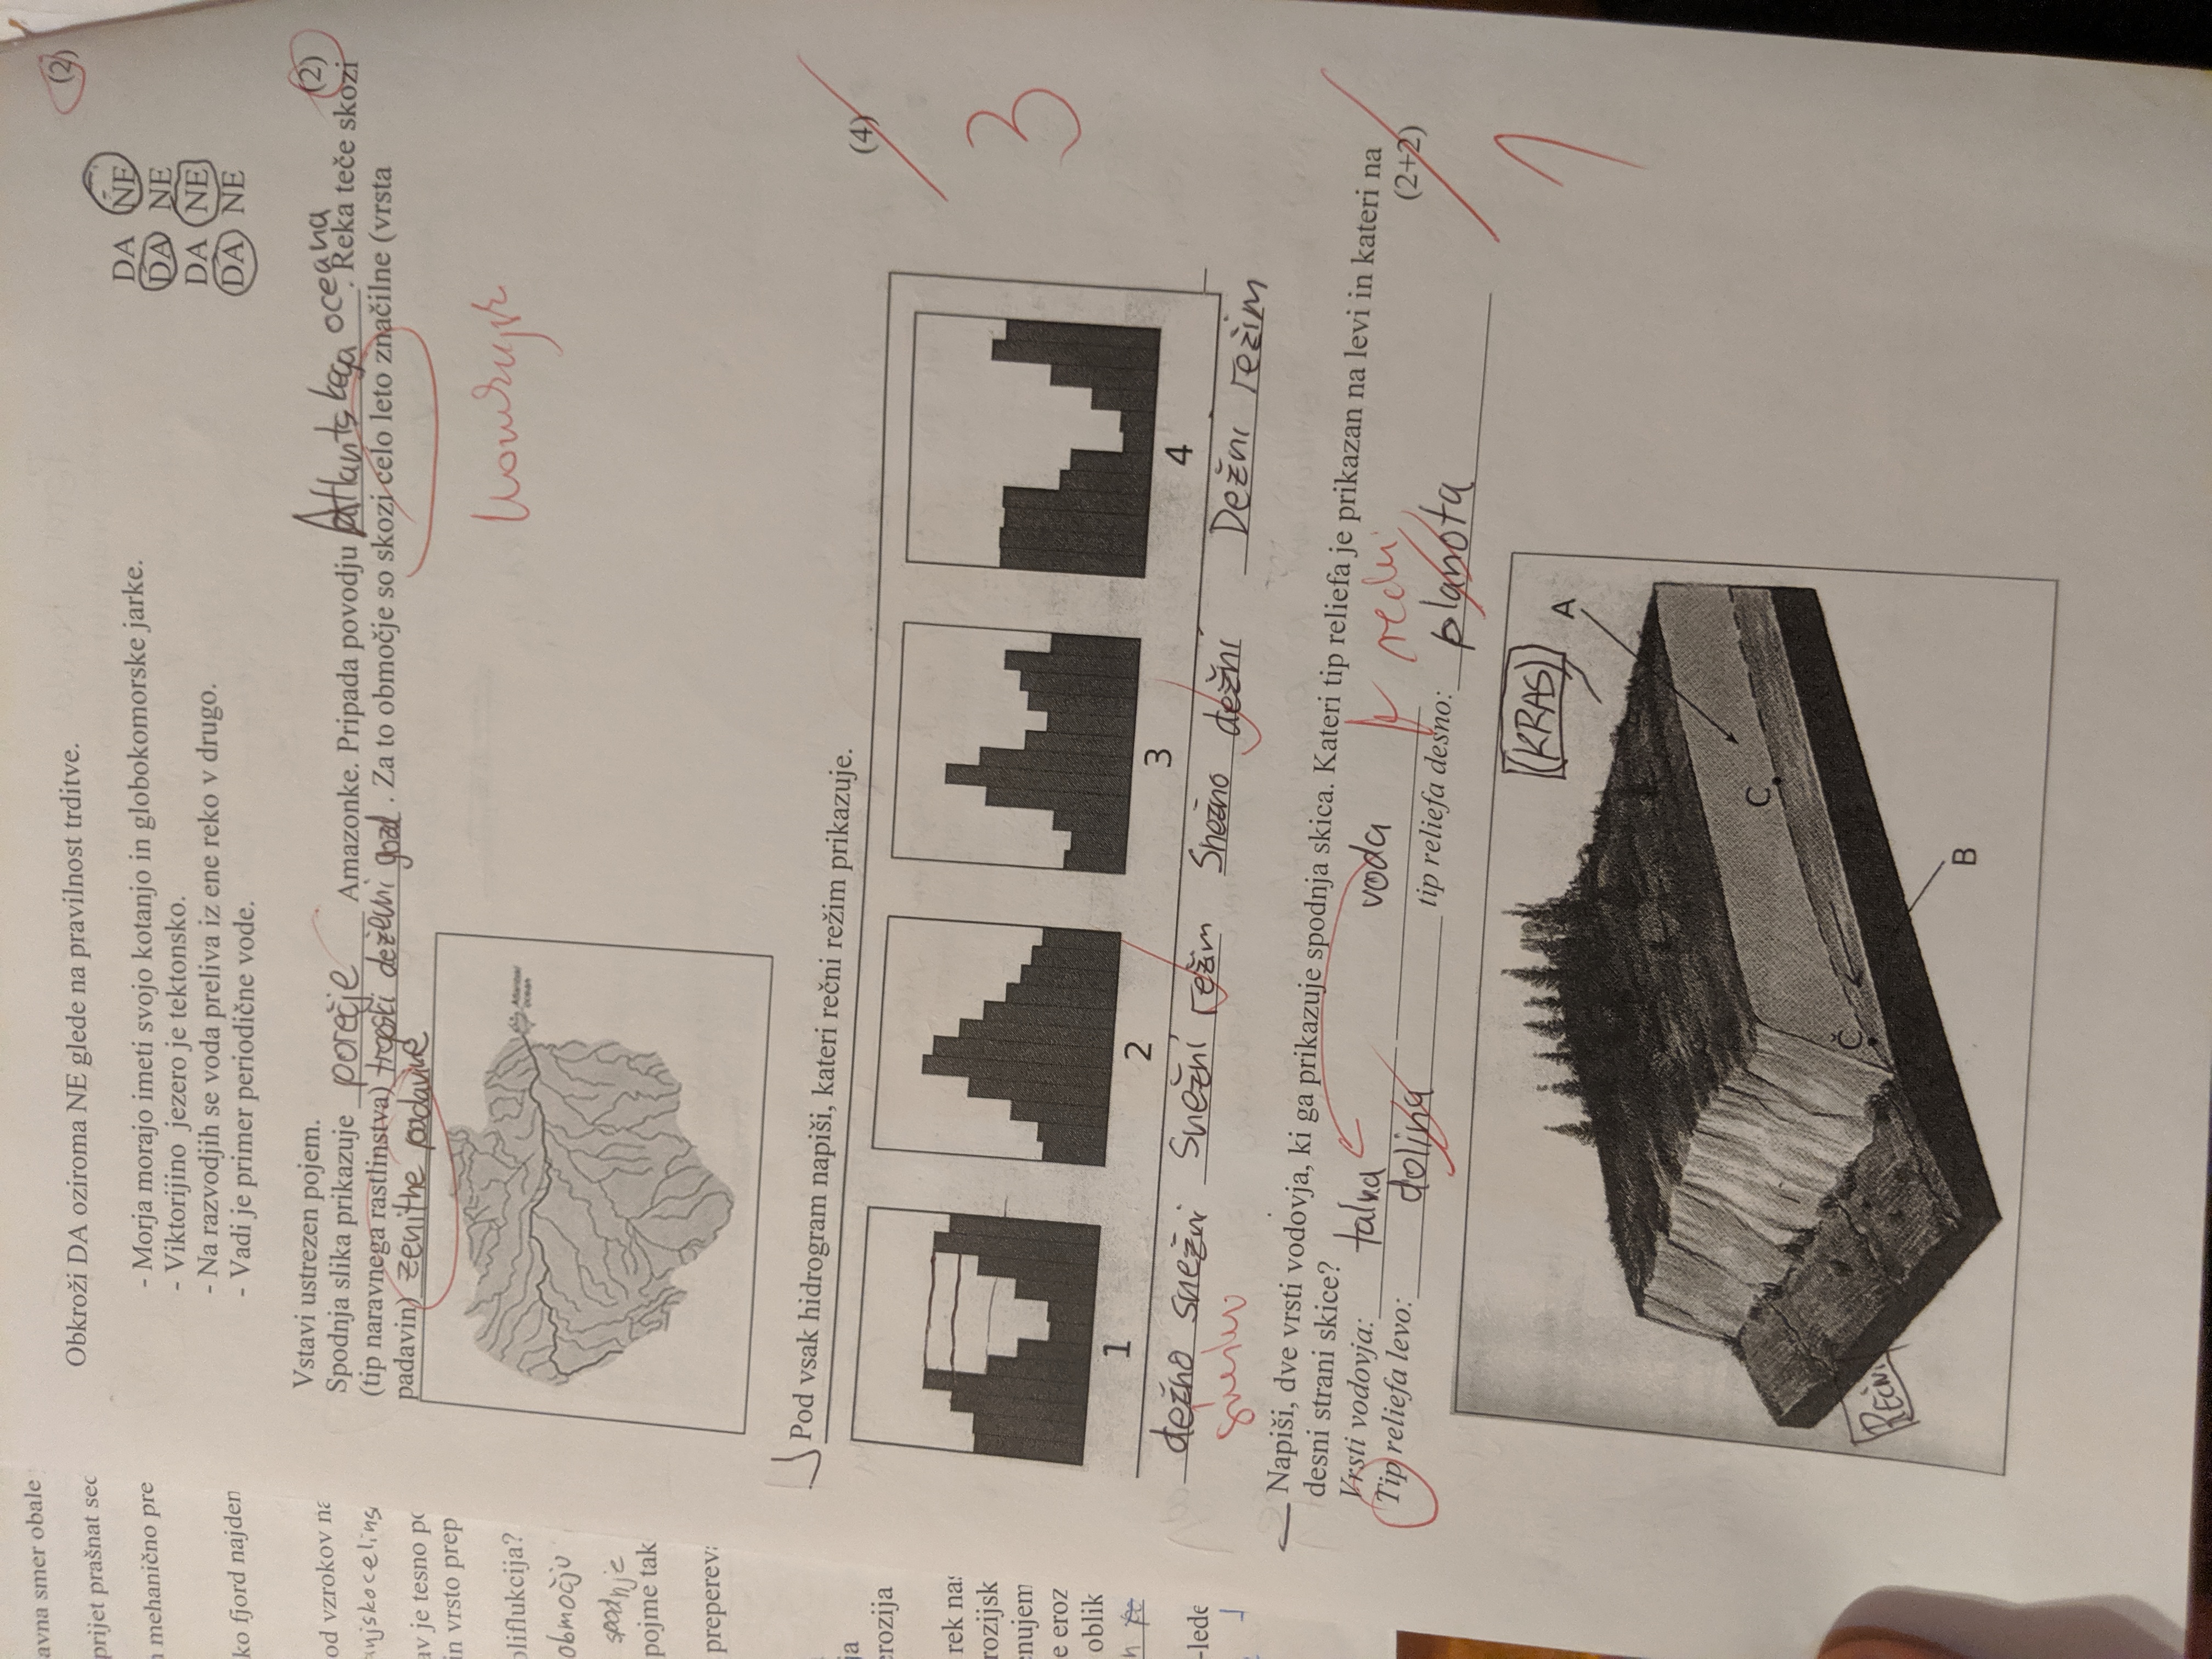 avna smer obale
prijet prašnat sec
mehanično pre
ko fjord najden
od vzrokov na
anjskocelins
av je tesno po
in vrsto prep
oliflukcija?
območju
spodnje
pojme tak
preperev
ja
erozija
rek nas
rozijsk
enujem
e eroz
oblik
h
-lede
Obkroži DA oziroma NE glede na pravilnost trditve.
(2)
- Morja morajo imeti svojo kotanjo in globokomorske jarke. DA NE
- Viktorijino jezero je tektonsko. DA NE
- Na razvodjih se voda preliva iz ene reko v drugo. DA NE
- Vadi je primer periodične vode. DA NE
Vstavi ustrezen pojem.
(2)
Spodnja slika prikazuje porečje Amazonke. Pripada povodju Atlantskega oceana. Reka teče skozi
(tip naravnega rastlinstva) tropski deževni gozd. Za to območje so skozi celo leto značilne (vrsta
padavin) zenitne padavine
Atlantski
ocean
Pod vsak hidrogram napiši, kateri rečni režim prikazuje.
(4)
3
1 2 3 4
dežno snežni Snežni režim Snežno dežni Dežni režim
Napiši, dve vrsti vodovja, ki ga prikazuje spodnja skica. Kateri tip reliefa je prikazan na levi in kateri na
desni strani skice?
Vrsti vodovja: talna voda
(2+2)
Tip reliefa levo: dolina tip reliefa desno: planota
1
(KRAS)
A
C
Č
REČNI
B